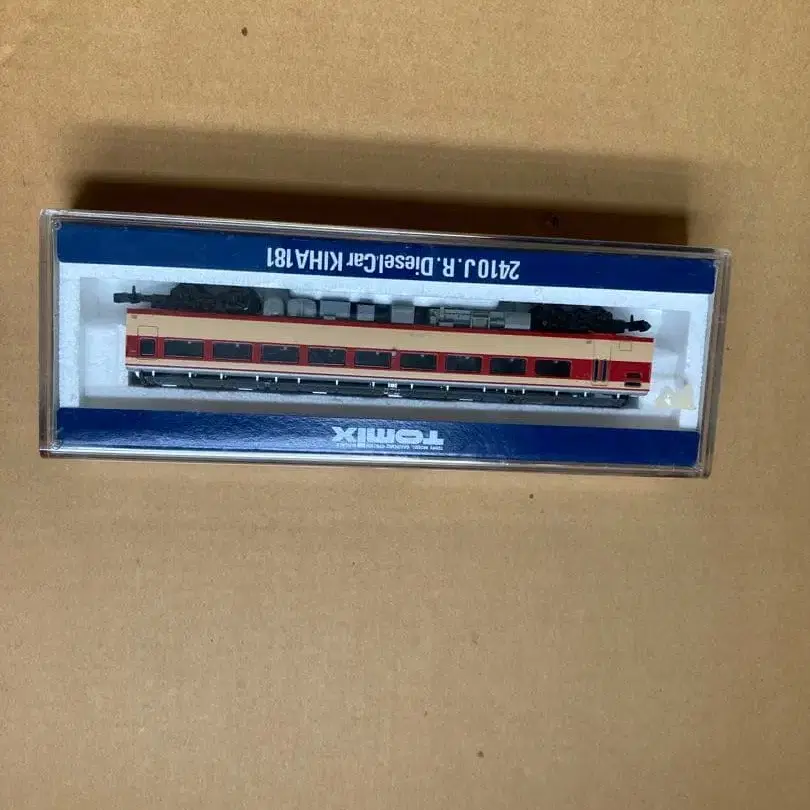 TOMIX
2410 J.R. Diesel.Car KIHA181